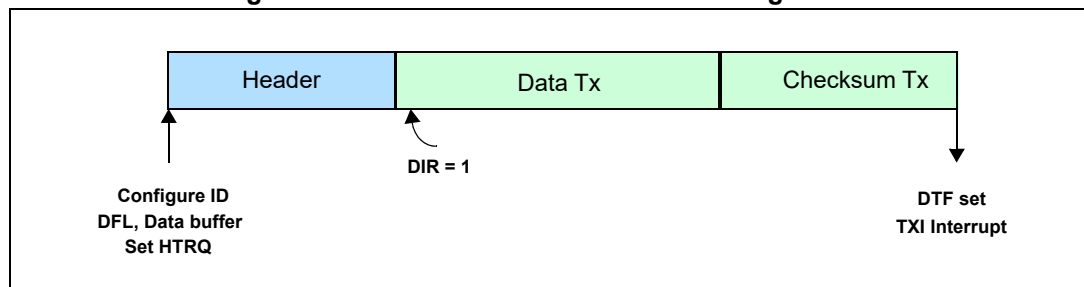 Header
Data Tx
Checksum Tx
DIR = 1
Configure ID
DFL, Data buffer
Set HTRQ
DTF set
TXI Interrupt